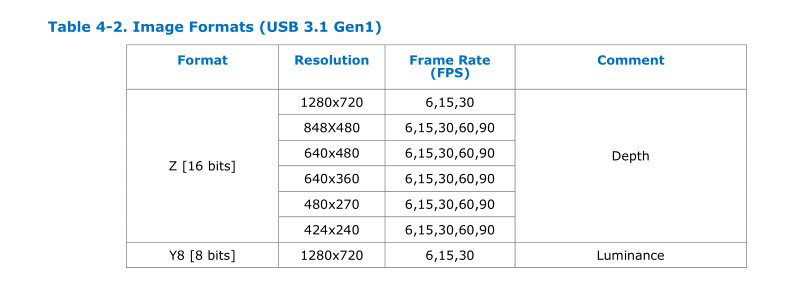 Table 4-2. Image Formats (USB 3.1 Gen1)
Format Resolution Frame Rate (FPS) Comment
Z [16 bits] 1280x720 6,15,30 Depth
848X480 6,15,30,60,90
640x480 6,15,30,60,90
640x360 6,15,30,60,90
480x270 6,15,30,60,90
424x240 6,15,30,60,90
Y8 [8 bits] 1280x720 6,15,30 Luminance